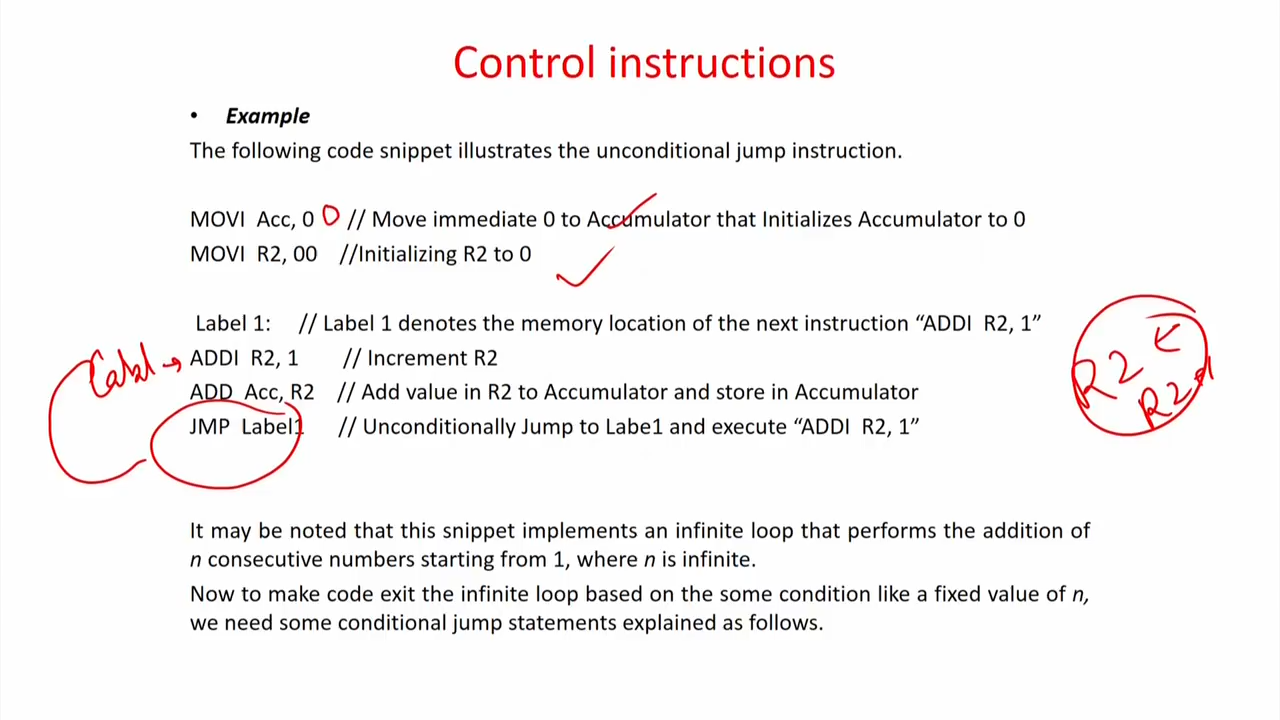 Control instructions
• Example
The following code snippet illustrates the unconditional jump instruction.
MOVI Acc, 0 0 // Move immediate 0 to Accumulator that Initializes Accumulator to 0
MOVI R2, 00 //Initializing R2 to 0
Label 1: // Label 1 denotes the memory location of the next instruction “ADDI R2, 1”
Label → ADDI R2, 1 // Increment R2
R2 ←
R2
ADD Acc, R2 // Add value in R2 to Accumulator and store in Accumulator
JMP Label1 // Unconditionally Jump to Labe1 and execute “ADDI R2, 1”
It may be noted that this snippet implements an infinite loop that performs the addition of
n consecutive numbers starting from 1, where n is infinite.
Now to make code exit the infinite loop based on the some condition like a fixed value of n,
we need some conditional jump statements explained as follows.